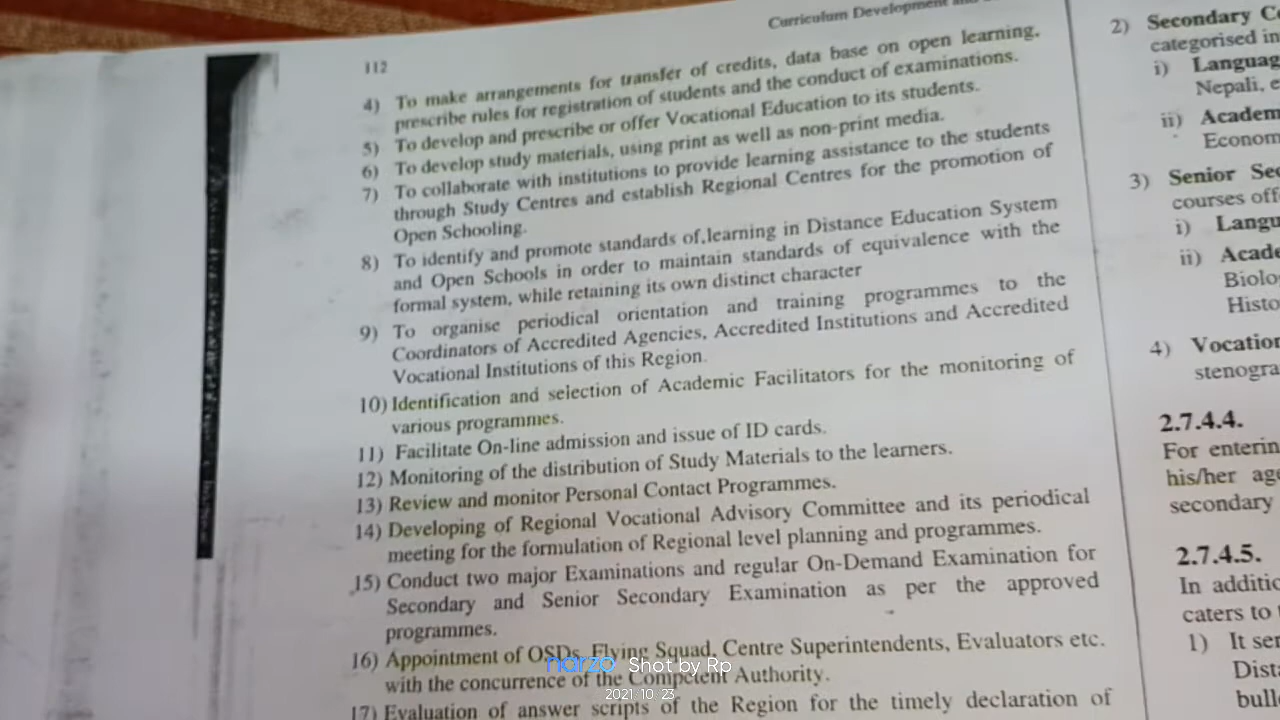 Curriculum Development and
112
4) To make arrangements for transfer of credits, data base on open learning,
prescribe rules for registration of students and the conduct of examinations.
5) To develop and prescribe or offer Vocational Education to its students.
6) To develop study materials, using print as well as non-print media.
7) To collaborate with institutions to provide learning assistance to the students
through Study Centres and establish Regional Centres for the promotion of
Open Schooling.
8) To identify and promote standards of,learning in Distance Education System
and Open Schools in order to maintain standards of equivalence with the
formal system, while retaining its own distinct character
9) To organise periodical orientation and training programmes to the
Coordinators of Accredited Agencies, Accredited Institutions and Accredited
Vocational Institutions of this Region.
10) Identification and selection of Academic Facilitators for the monitoring of
various programmes.
11) Facilitate On-line admission and issue of ID cards.
12) Monitoring of the distribution of Study Materials to the learners.
13) Review and monitor Personal Contact Programmes.
14) Developing of Regional Vocational Advisory Committee and its periodical
meeting for the formulation of Regional level planning and programmes.
15) Conduct two major Examinations and regular On-Demand Examination for
Secondary and Senior Secondary Examination as per the approved
programmes.
16) Appointment of OSDs, Flying Squad, Centre Superintendents, Evaluators etc.
with the concurrence of the Competent Authority.
17) Evaluation of answer scripts of the Region for the timely declaration of
2) Secondary Co
categorised in
i) Languag
Nepali, e
ii) Academ
Econom
3) Senior Sec
courses off
i) Langu
ii) Acade
Biolo
Histo
4) Vocation
stenogra
2.7.4.4.
For enterin
his/her age
secondary
2.7.4.5.
In additio
caters to
1) It ser
Dista
bull
narzo Shot by Rp
2021.10.23